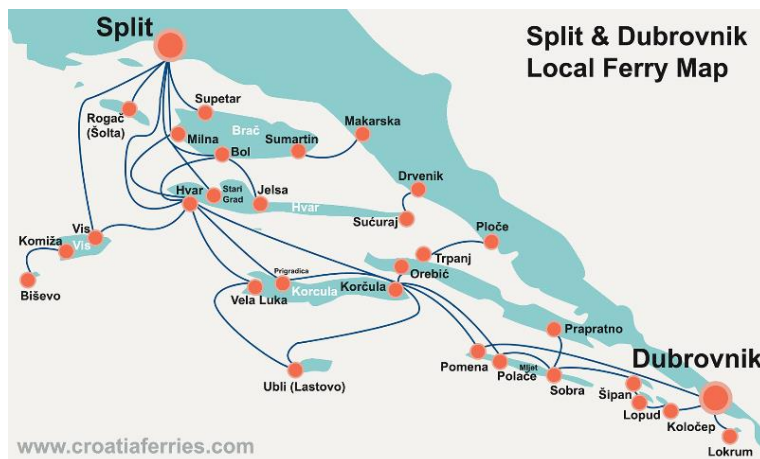 Split
Split & Dubrovnik
Local Ferry Map
Rogač
(Šolta)
Supetar
Makarska
Milna
Brač
Sumartin
Bol
Drvenik
Hvar
Stari
Grad
Jelsa
Hvar
Sućuraj
Ploče
Vis
Komiža
Vis
Trpanj
Orebić
Biševo
Prigradica
Vela Luka
Korcula
Korčula
Prapratno
Dubrovnik
Pomena
Polače
Mljet
Sobra
Ubli (Lastovo)
Šipan
Lopud
Koločep
Lokrum
www.croatiaferries.com